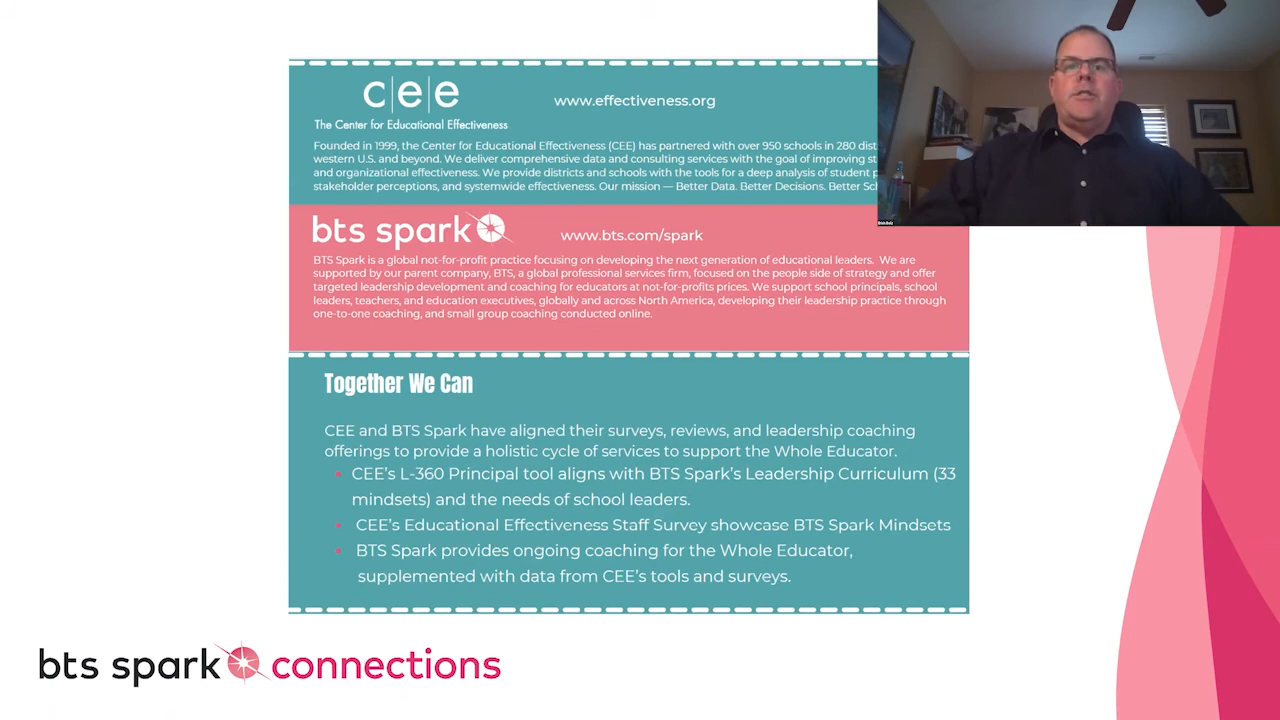 c|e|e
The Center for Educational Effectiveness
www.effectiveness.org
Founded in 1999, the Center for Educational Effectiveness (CEE) has partnered with over 950 schools in 280
western U.S. and beyond. We deliver comprehensive data and consulting services with the goal of improving
and organizational effectiveness. We provide districts and schools with the tools for a deep analysis of student
stakeholder perceptions, and systemwide effectiveness. Our mission — Better Data. Better Decisions. Better
bts spark
www.bts.com/spark
BTS Spark is a global not-for-profit practice focusing on developing the next generation of educational leaders. We are
supported by our parent company, BTS, a global professional services firm, focused on the people side of strategy and offer
targeted leadership development and coaching for educators at not-for-profits prices. We support school principals, school
leaders, teachers, and education executives, globally and across North America, developing their leadership practice through
one-to-one coaching, and small group coaching conducted online.
Together We Can
CEE and BTS Spark have aligned their surveys, reviews, and leadership coaching
offerings to provide a holistic cycle of services to support the Whole Educator.
• CEE's L-360 Principal tool aligns with BTS Spark's Leadership Curriculum (33
mindsets) and the needs of school leaders.
• CEE's Educational Effectiveness Staff Survey showcase BTS Spark Mindsets
• BTS Spark provides ongoing coaching for the Whole Educator,
supplemented with data from CEE's tools and surveys.
bts spark connections